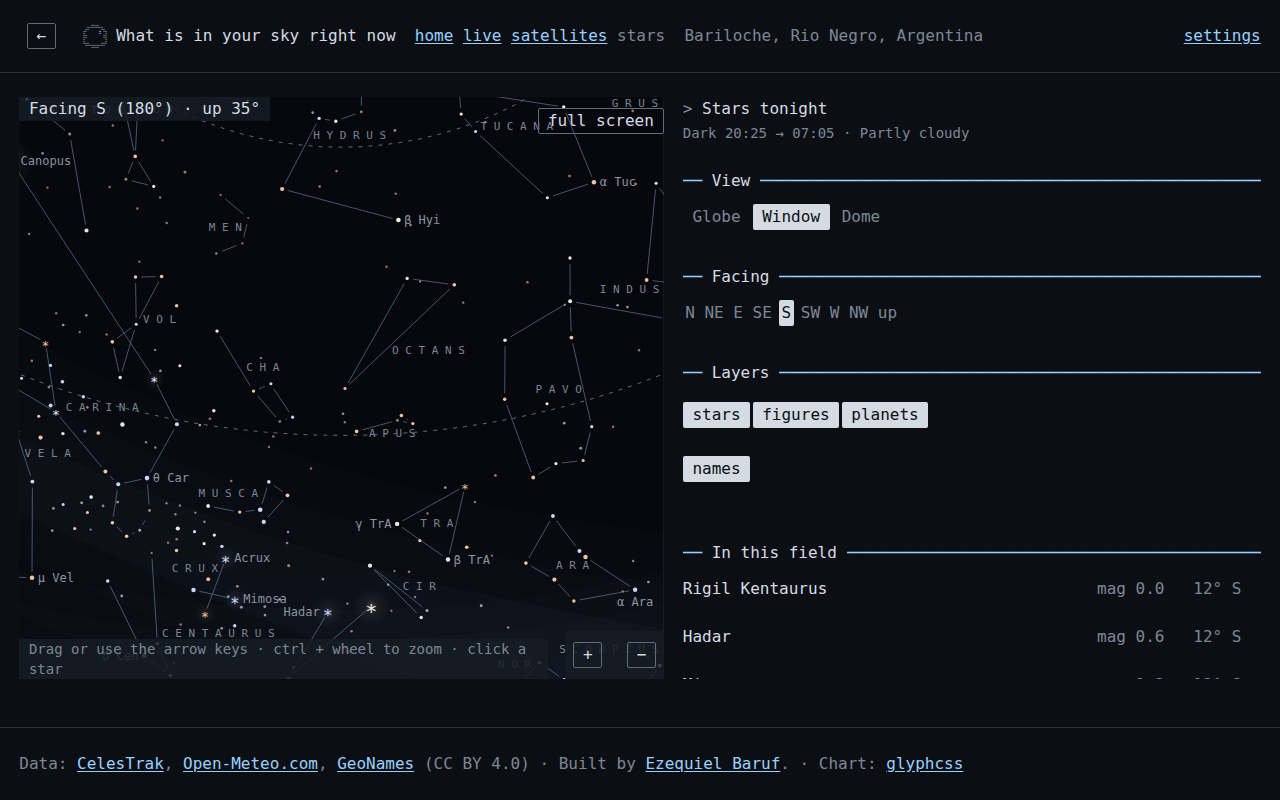 ← What is in your sky right now home live satellites stars Bariloche, Rio Negro, Argentina settings
Facing S (180°) · up 35°
full screen
GRUS
TUCANA
HYDRUS
Canopus
α Tuc
β Hyi
MEN
INDUS
VOL
OCTANS
CHA
PAVO
CARINA
APUS
VELA
θ Car
MUSCA
γ TrA
TRA
β TrA
ARA
Acrux
CRUX
μ Vel
CIR
Mimosa
Hadar
α Ara
CENTAURUS
Drag or use the arrow keys · ctrl + wheel to zoom · click a
star
+ −
> Stars tonight
Dark 20:25 → 07:05 · Partly cloudy
View
Globe Window Dome
Facing
N NE E SE S SW W NW up
Layers
stars figures planets
names
In this field
Rigil Kentaurus mag 0.0 12° S
Hadar mag 0.6 12° S
Data: CelesTrak, Open-Meteo.com, GeoNames (CC BY 4.0) · Built by Ezequiel Baruf. · Chart: glyphcss